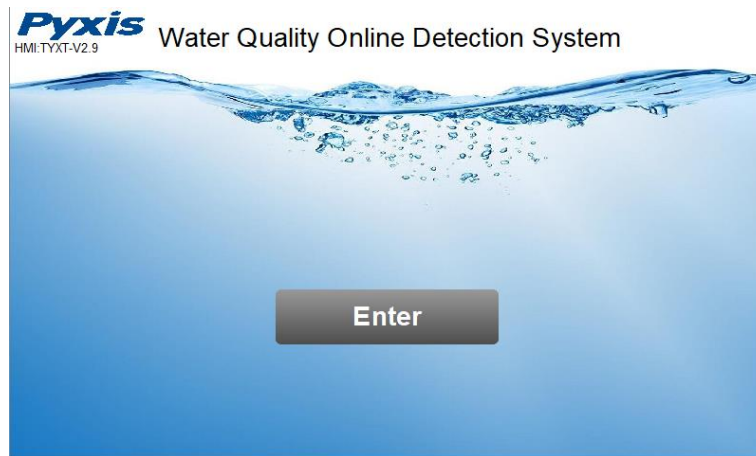 Pyxis
HMI:TYXT-V2.9
Water Quality Online Detection System
Enter